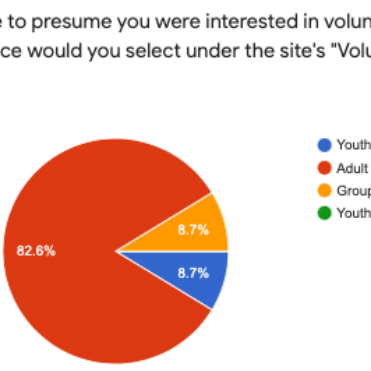 to presume you were interested in volun
ce would you select under the site's "Volu
Youth
Adult
Group
Youth
8.7%
82.6%
8.7%